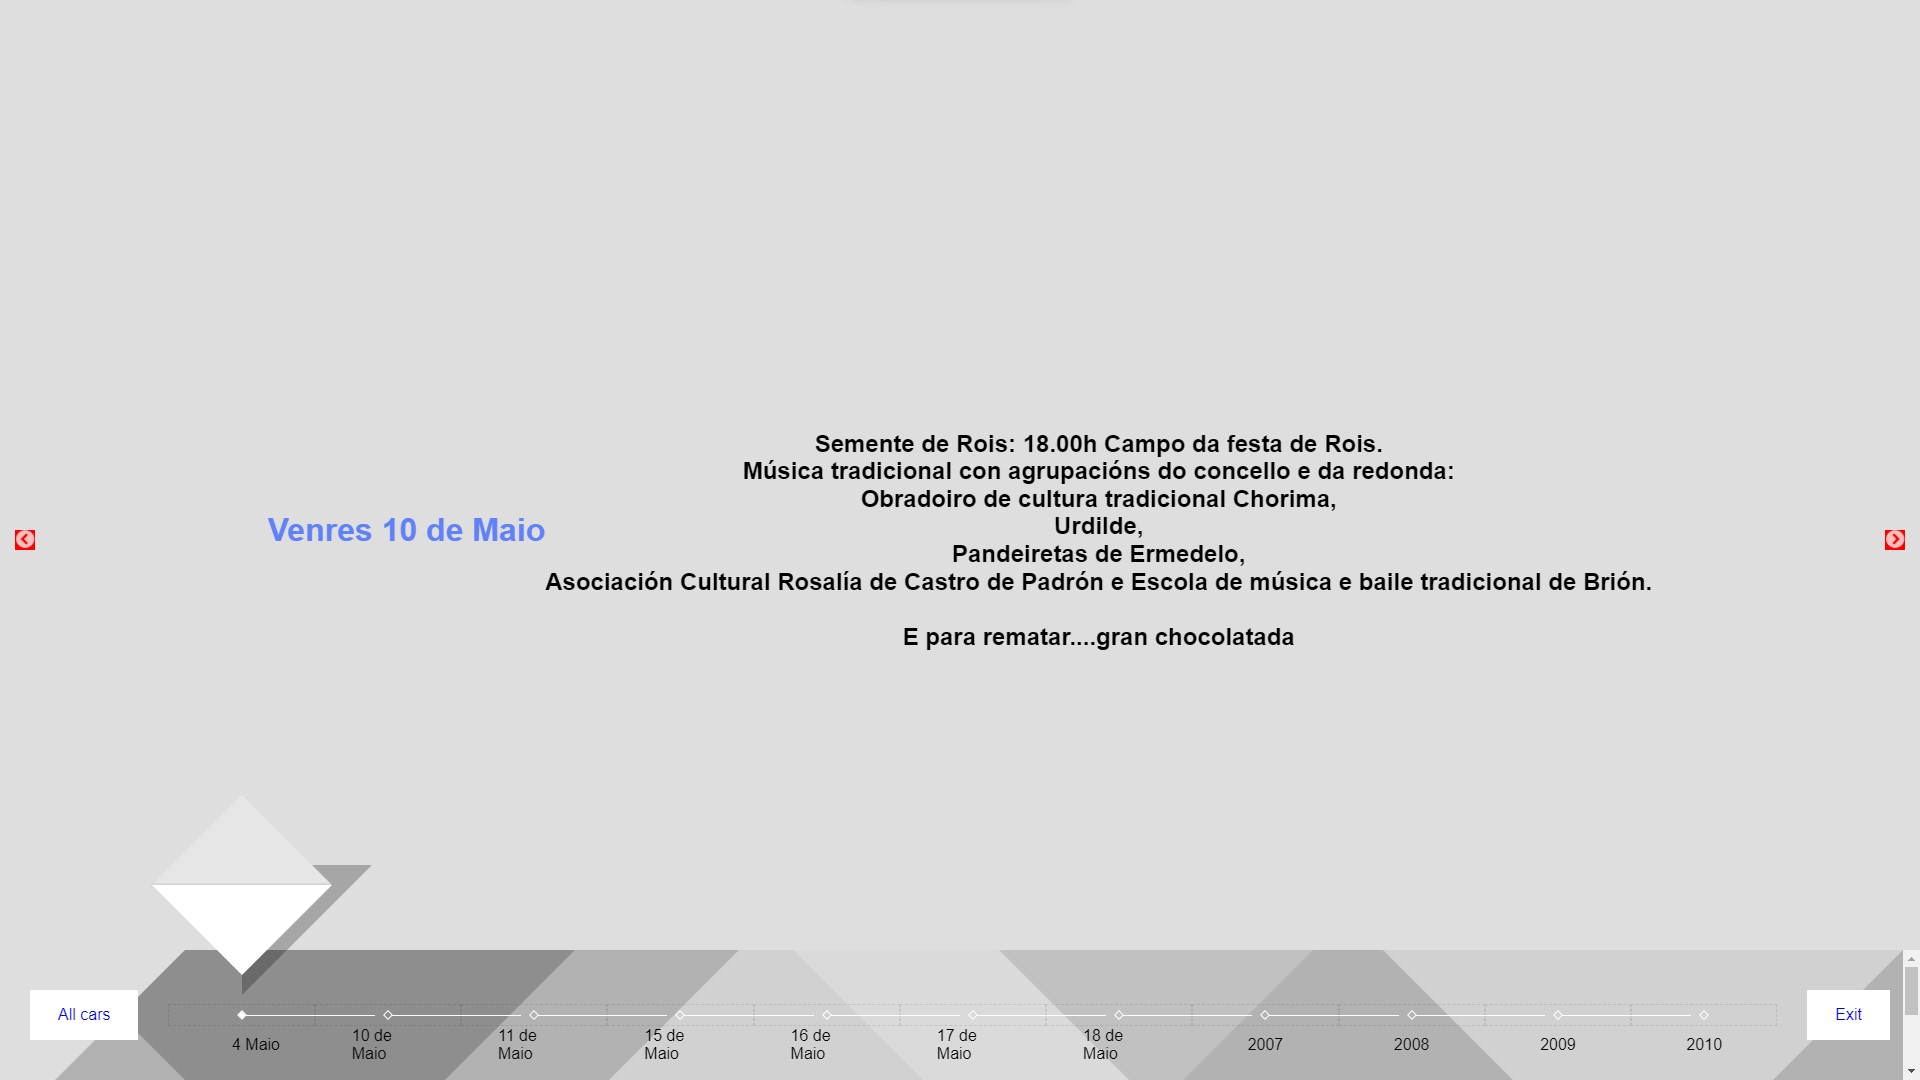 Venres 10 de Maio
Semente de Rois: 18.00h Campo da festa de Rois.
Música tradicional con agrupacións do concello e da redonda:
Obradoiro de cultura tradicional Chorima,
Urdilde,
Pandeiretas de Ermedelo,
Asociación Cultural Rosalía de Castro de Padrón e Escola de música e baile tradicional de Brión.
E para rematar....gran chocolatada
All cars
4 Maio
10 de
Maio
11 de
Maio
15 de
Maio
16 de
Maio
17 de
Maio
18 de
Maio
2007
2008
2009
2010
Exit